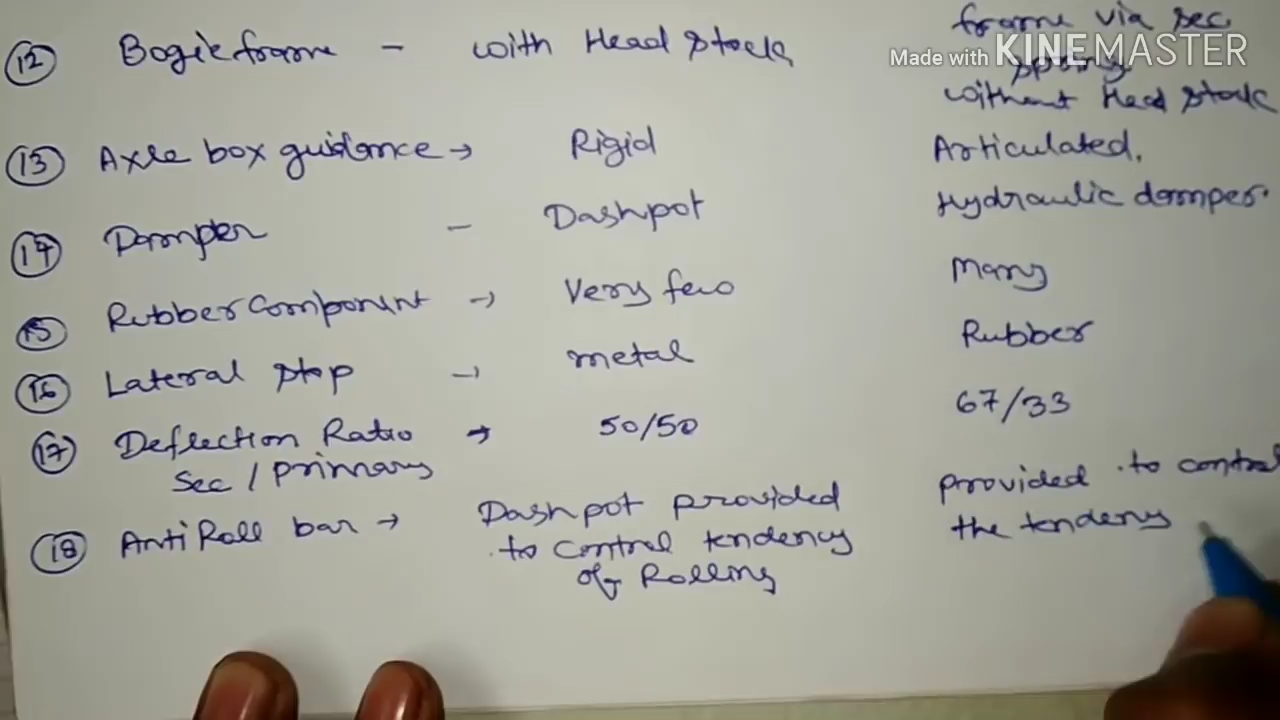 frame via sec
Made with KINEMASTER
(12) Bogie frame - with Head stock
spring
without Head stock
(13) Axle box guidance → Rigid Articulated.
(14) Damper - Dashpot Hydraulic damper.
(15) Rubber Component → Very few Many
(16) Lateral stop → metal Rubber
(17) Deflection Ratio → 50/50 67/33
Sec / primary
(18) Anti Roll bar → Dashpot provided provided to control
to control tendency the tendeny
of Rolling